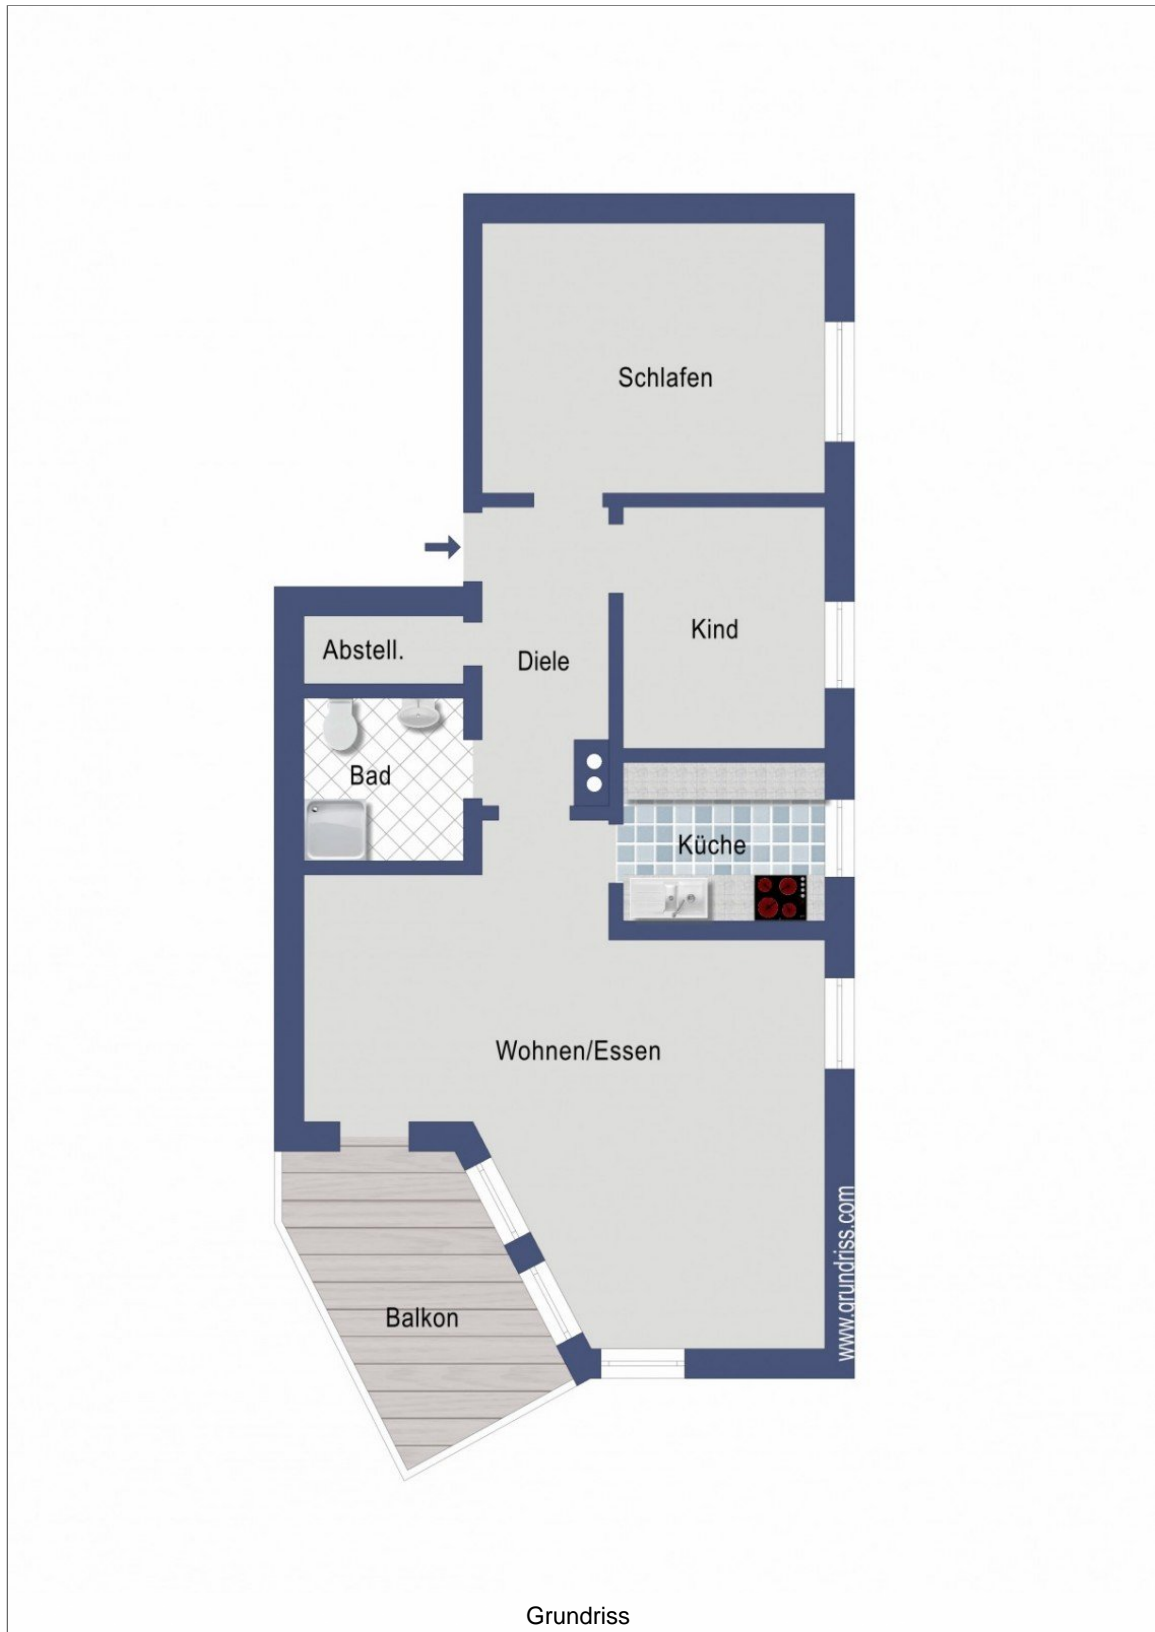 Schlafen
Kind
Abstell.
Diele
Bad
Küche
Wohnen/Essen
Balkon
www.grundriss.com
Grundriss